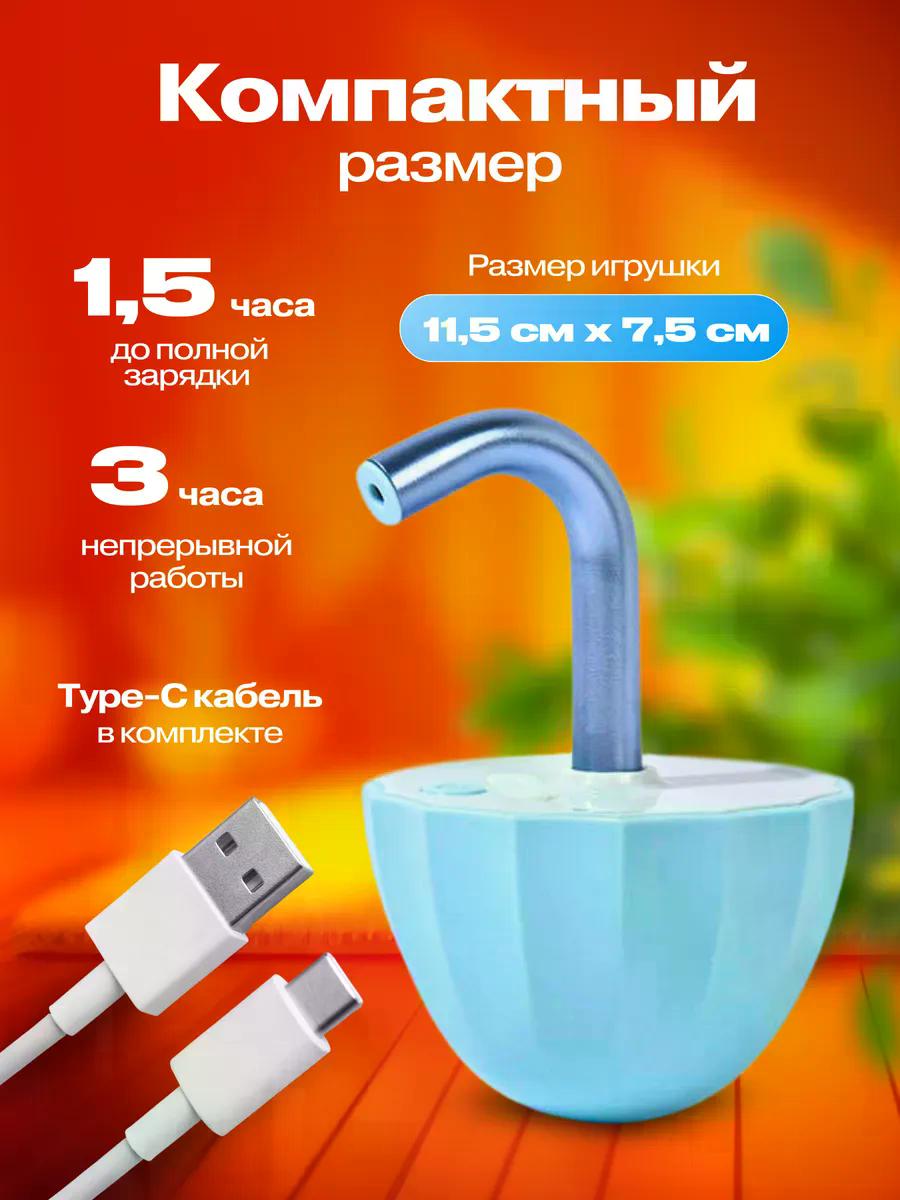 Компактный
размер
1,5 часа
до полной
зарядки
Размер игрушки
11,5 см x 7,5 см
3 часа
непрерывной
работы
Type-C кабель
в комплекте